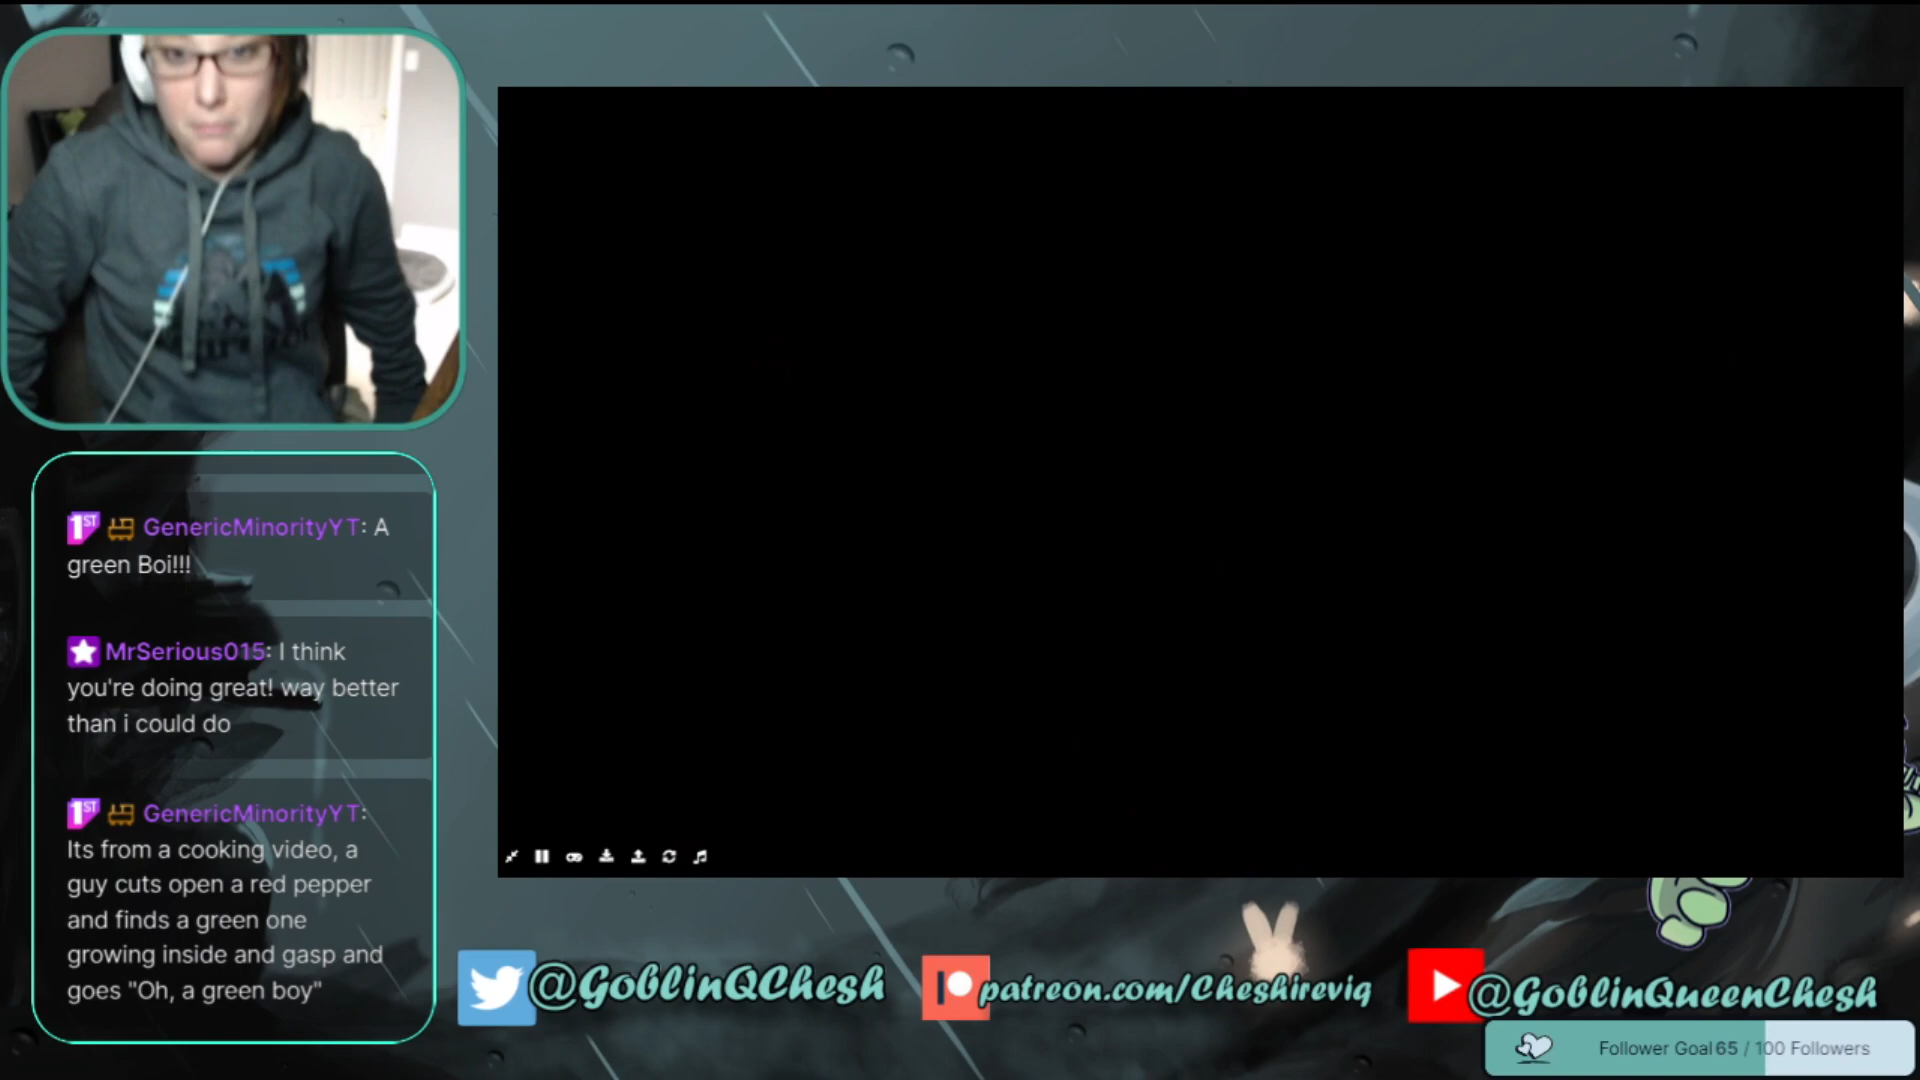 1ST GenericMinorityYT: A
green Boi!!!
MrSerious015: I think
you're doing great! way better
than i could do
1ST GenericMinorityYT:
Its from a cooking video, a
guy cuts open a red pepper
and finds a green one
growing inside and gasp and
goes "Oh, a green boy"
@GoblinQChesh
patreon.com/Cheshireviq
@GoblinQueenChesh
Follower Goal 65 / 100 Followers